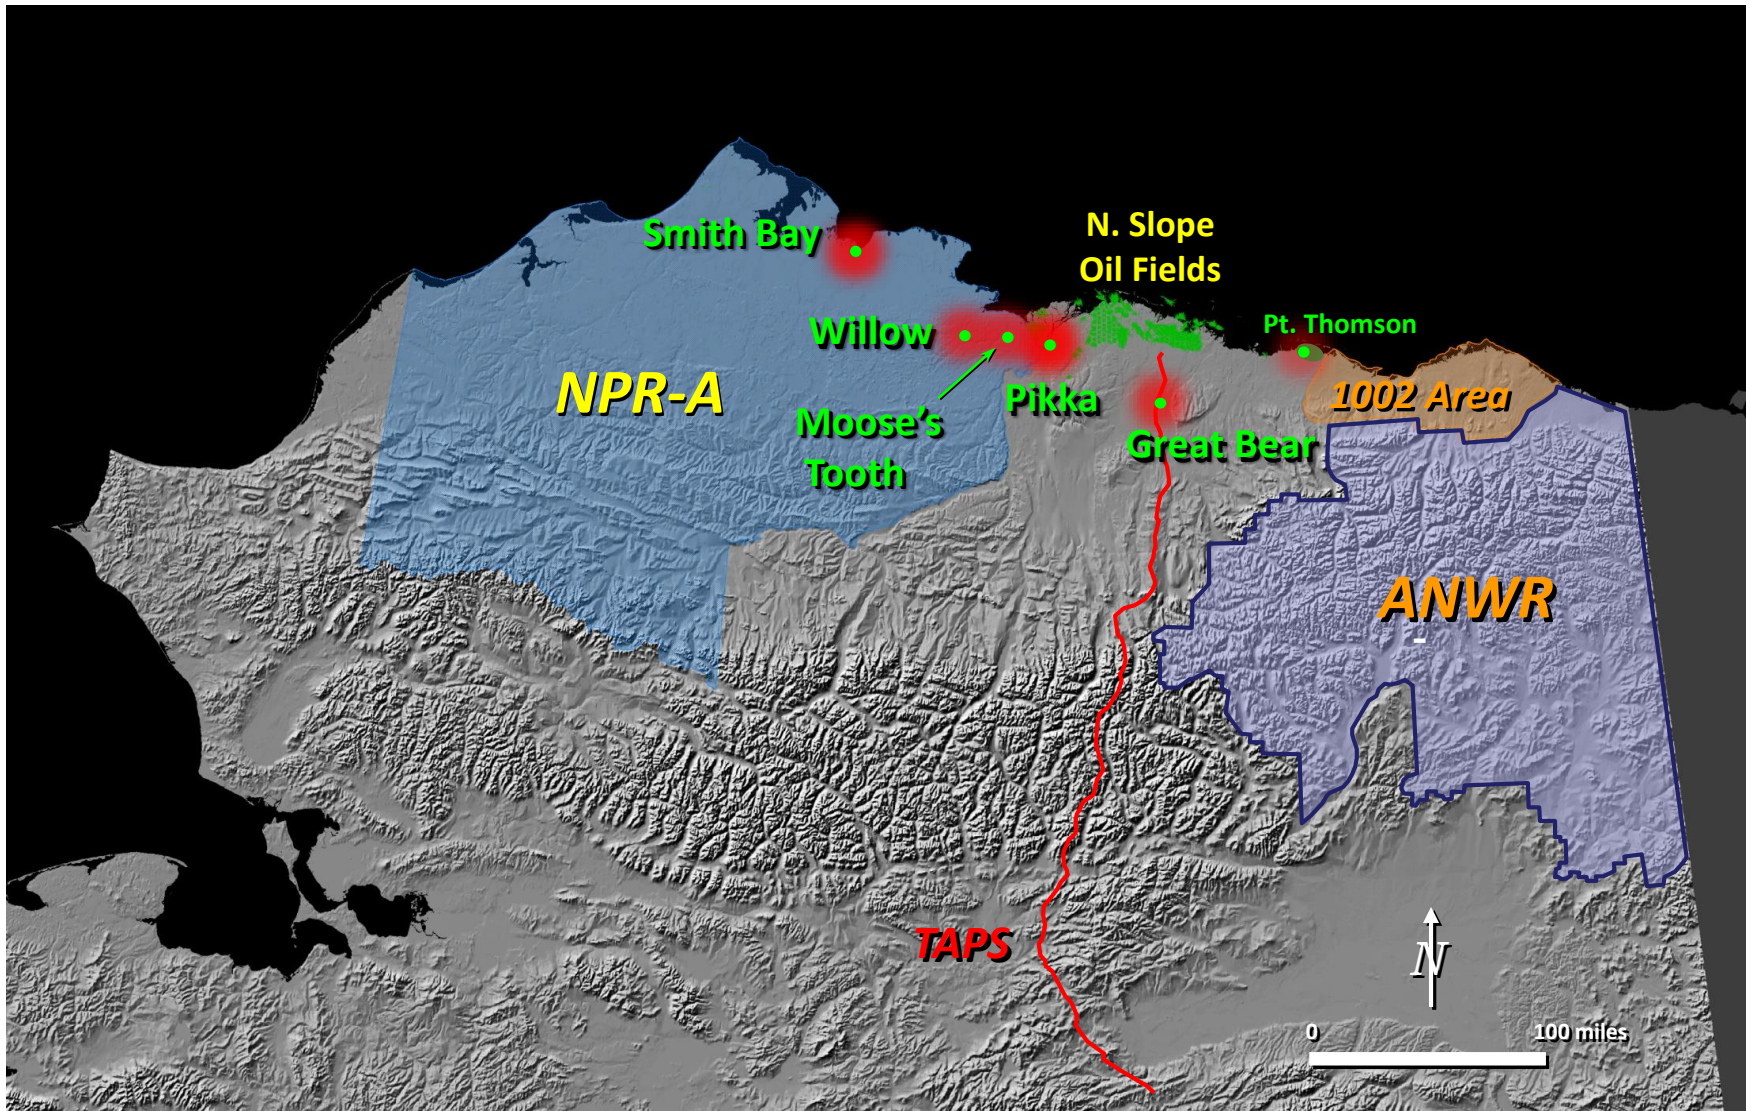 N. Slope
Oil Fields
Smith Bay
Willow
Pt. Thomson
NPR-A
Moose's
Tooth
Pikka
1002 Area
Great Bear
ANWR
TAPS
N
0
100 miles